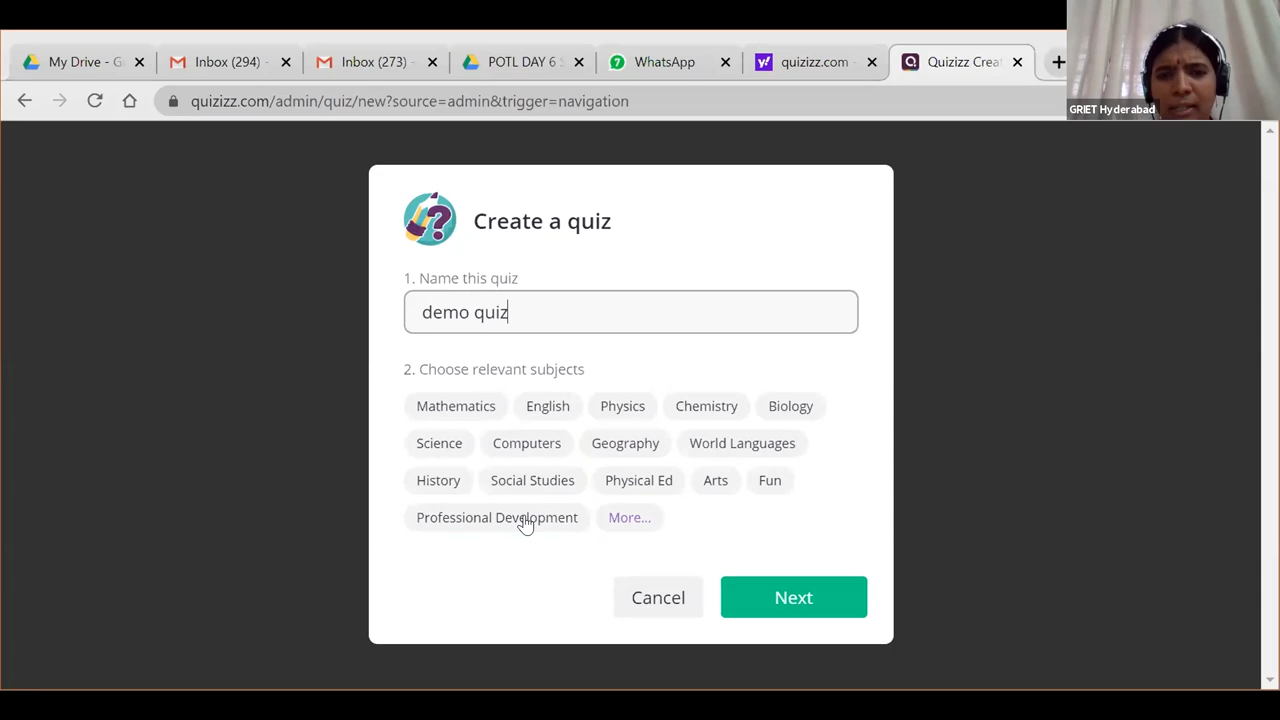 My Drive - G
Inbox (294) -
Inbox (273) -
POTL DAY 6 S
WhatsApp
quizizz.com -
Quizizz Crea
quizizz.com/admin/quiz/new?source=admin&trigger=navigation
GRIET Hyderabad
Create a quiz
1. Name this quiz
demo quiz
2. Choose relevant subjects
Mathematics English Physics Chemistry Biology
Science Computers Geography World Languages
History Social Studies Physical Ed Arts Fun
Professional Development More...
Cancel Next